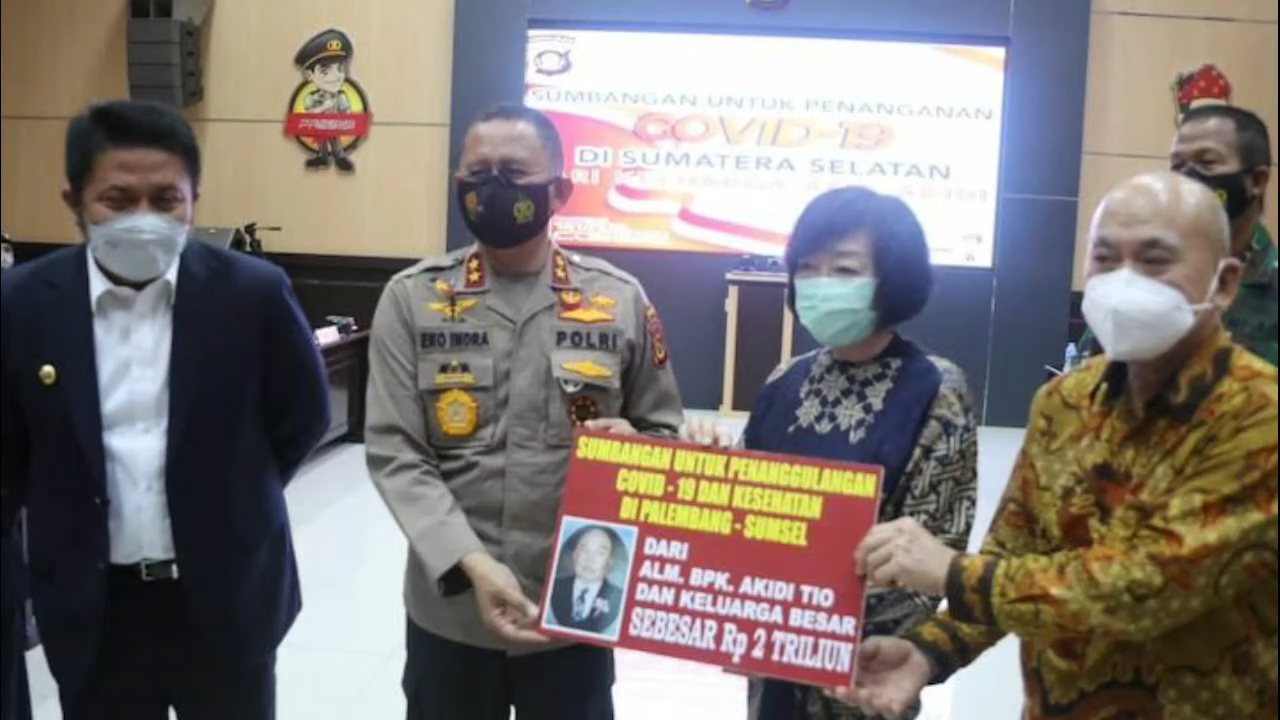 SUMBANGAN UNTUK PENANGANAN
COVID-19
DI SUMATERA SELATAN
EKO INDRA
POLRI
SUMBANGAN UNTUK PENANGGULANGAN
COVID - 19 DAN KESEHATAN
DI PALEMBANG - SUMSEL
DARI
ALM. BPK. AKIDI TIO
DAN KELUARGA BESAR
SEBESAR Rp 2 TRILIUN